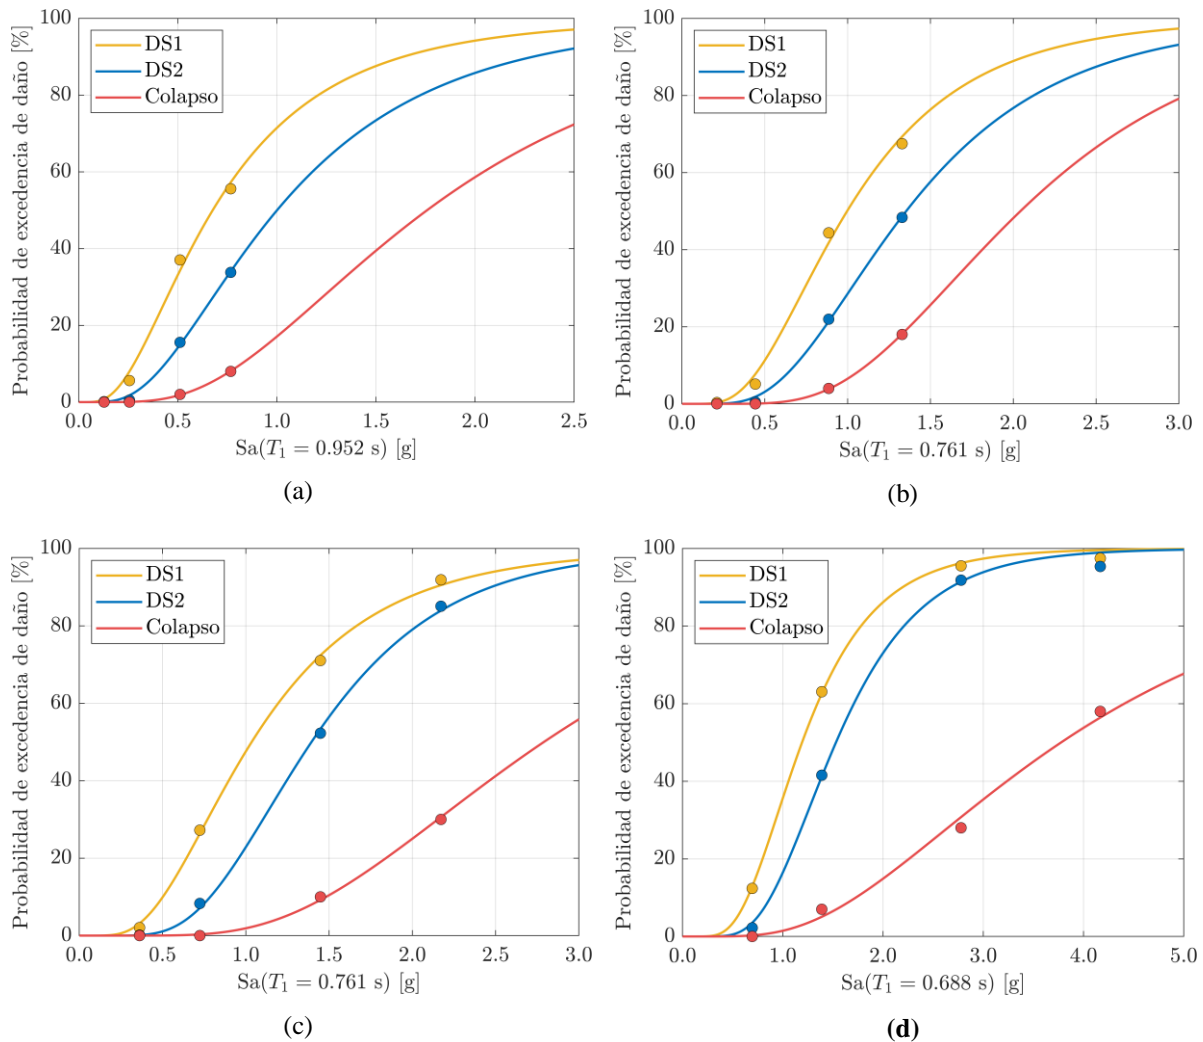 Probabilidad de excedencia de daño [%]
100
80
60
40
20
0
DS1
DS2
Colapso
0.0 0.5 1.0 1.5 2.0 2.5
Sa(T1 = 0.952 s) [g]
(a)
Probabilidad de excedencia de daño [%]
100
80
60
40
20
0
DS1
DS2
Colapso
0.0 0.5 1.0 1.5 2.0 2.5 3.0
Sa(T1 = 0.761 s) [g]
(b)
Probabilidad de excedencia de daño [%]
100
80
60
40
20
0
DS1
DS2
Colapso
0.0 0.5 1.0 1.5 2.0 2.5 3.0
Sa(T1 = 0.761 s) [g]
(c)
Probabilidad de excedencia de daño [%]
100
80
60
40
20
0
DS1
DS2
Colapso
0.0 1.0 2.0 3.0 4.0 5.0
Sa(T1 = 0.688 s) [g]
(d)